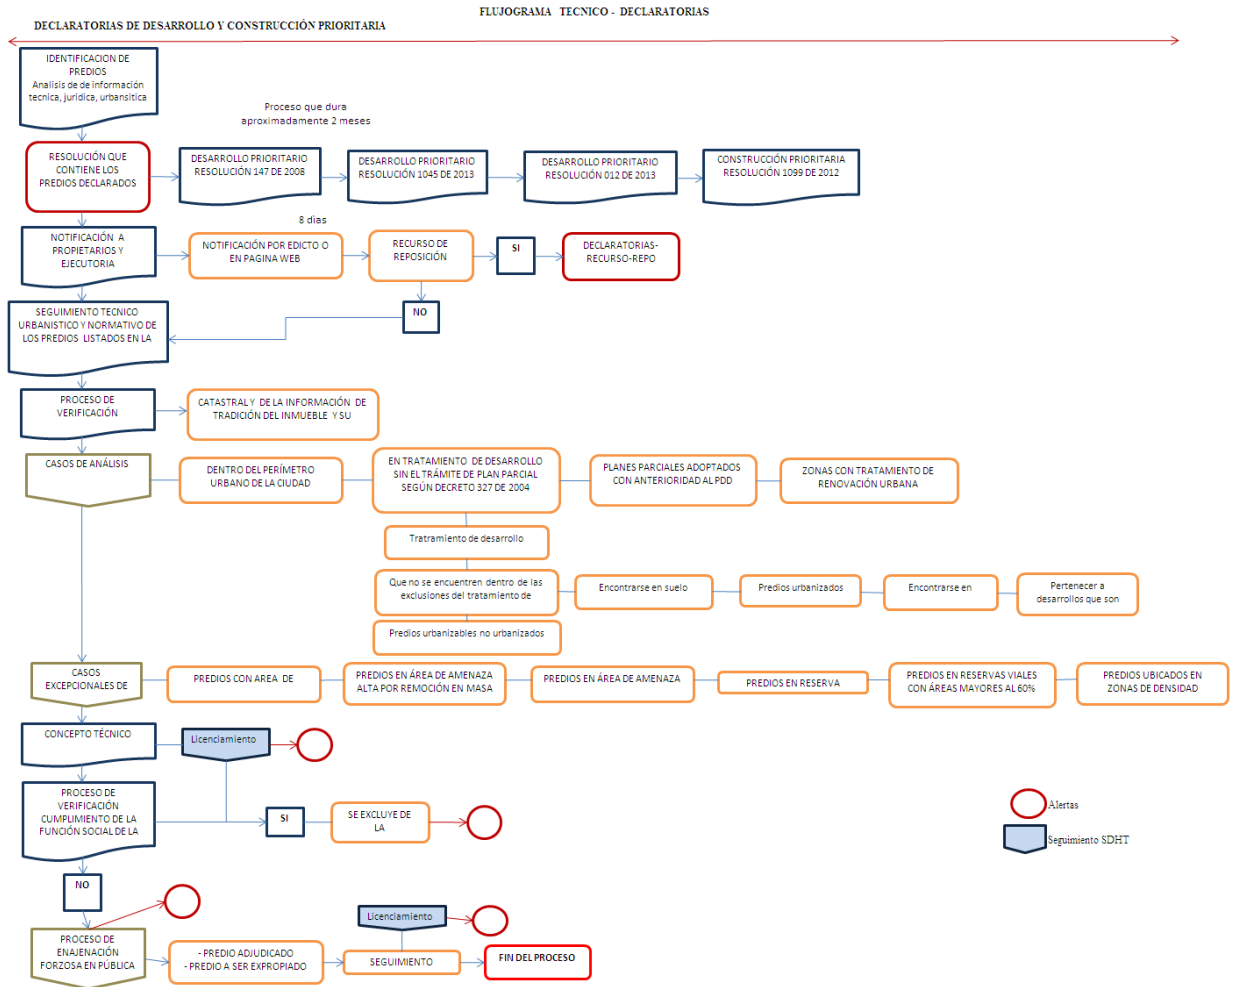 FLUJOGRAMA TECNICO - DECLARATORIAS
DECLARATORIAS DE DESARROLLO Y CONSTRUCCIÓN PRIORITARIA
IDENTIFICACION DE
PREDIOS
Analisis de de información
tecnica, juridica, urbansitica
Proceso que dura
aproximadamente 2 meses
RESOLUCIÓN QUE
CONTIENE LOS
PREDIOS DECLARADOS
DESARROLLO PRIORITARIO
RESOLUCIÓN 147 DE 2008
DESARROLLO PRIORITARIO
RESOLUCIÓN 1045 DE 2013
DESARROLLO PRIORITARIO
RESOLUCIÓN 012 DE 2013
CONSTRUCCIÓN PRIORITARIA
RESOLUCIÓN 1099 DE 2012
8 dias
NOTIFICACIÓN A
PROPIETARIOS Y
EJECUTORIA
NOTIFICACIÓN POR EDICTO O
EN PAGINA WEB
RECURSO DE
REPOSICIÓN
SI
DECLARATORIAS-
RECURSO-REPO
NO
SEGUIMIENTO TECNICO
URBANISTICO Y NORMATIVO DE
LOS PREDIOS LISTADOS EN LA
PROCESO DE
VERIFICACIÓN
CATASTRAL Y DE LA INFORMACIÓN DE
TRADICIÓN DEL INMUEBLE Y SU
CASOS DE ANÁLISIS
DENTRO DEL PERÍMETRO
URBANO DE LA CIUDAD
EN TRATAMIENTO DE DESARROLLO
SIN EL TRÁMITE DE PLAN PARCIAL
SEGÚN DECRETO 327 DE 2004
PLANES PARCIALES ADOPTADOS
CON ANTERIORIDAD AL PDD
ZONAS CON TRATAMIENTO DE
RENOVACIÓN URBANA
Tratramiento de desarrollo
Que no se encuentren dentro de las
exclusiones del tratamiento de
Encontrarse en suelo
Predios urbanizados
Encontrarse en
Pertenecer a
desarrollos que son
Predios urbanizables no urbanizados
CASOS
EXCEPCIONALES DE
PREDIOS CON AREA DE
PREDIOS EN ÁREA DE AMENAZA
ALTA POR REMOCIÓN EN MASA
PREDIOS EN ÁREA DE AMENAZA
PREDIOS EN RESERVA
PREDIOS EN RESERVAS VIALES
CON ÁREAS MAYORES AL 60%
PREDIOS UBICADOS EN
ZONAS DE DENSIDAD
CONCEPTO TÉCNICO
Licenciamiento
PROCESO DE
VERIFICACIÓN
CUMPLIMIENTO DE LA
FUNCIÓN SOCIAL DE LA
SI
SE EXCLUYE DE
LA
Alertas
Seguimiento SDHT
NO
PROCESO DE
ENAJENACIÓN
FORZOSA EN PÚBLICA
- PREDIO ADJUDICADO
- PREDIO A SER EXPROPIADO
Licenciamiento
SEGUIMIENTO
FIN DEL PROCESO